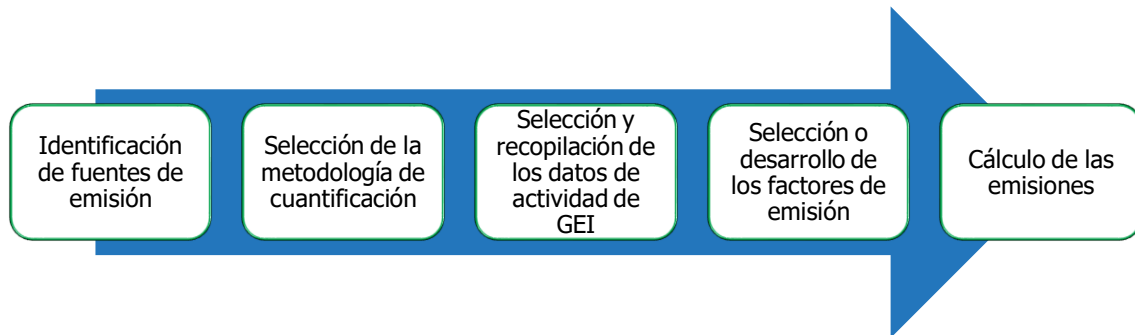 Identificación
de fuentes de
emisión
Selección de la
metodología de
cuantificación
Selección y
recopilación de
los datos de
actividad de
GEI
Selección o
desarrollo de
los factores de
emisión
Cálculo de las
emisiones